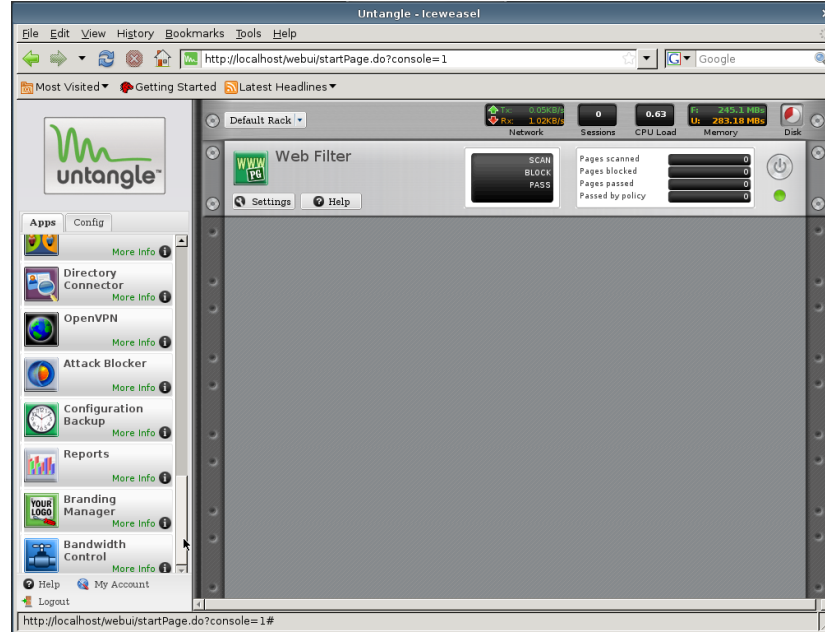 Untangle - Iceweasel
File Edit View History Bookmarks Tools Help
http://localhost/webui/startPage.do?console=1
Google
Most Visited Getting Started Latest Headlines
untangle
Default Rack
Tx: 0.05KB/s
Rx: 1.02KB/s
Network
0
Sessions
0.63
CPU Load
F: 245.1 MBs
U: 283.18 MBs
Memory
Disk
WWW
PG
Web Filter
Settings
Help
SCAN
BLOCK
PASS
Pages scanned 0
Pages blocked 0
Pages passed 0
Passed by policy 0
Apps Config
More Info
Directory
Connector
More Info
OpenVPN
More Info
Attack Blocker
More Info
Configuration
Backup
More Info
Reports
More Info
YOUR
LOGO
Branding
Manager
More Info
Bandwidth
Control
More Info
Help My Account
Logout
http://localhost/webui/startPage.do?console=1#